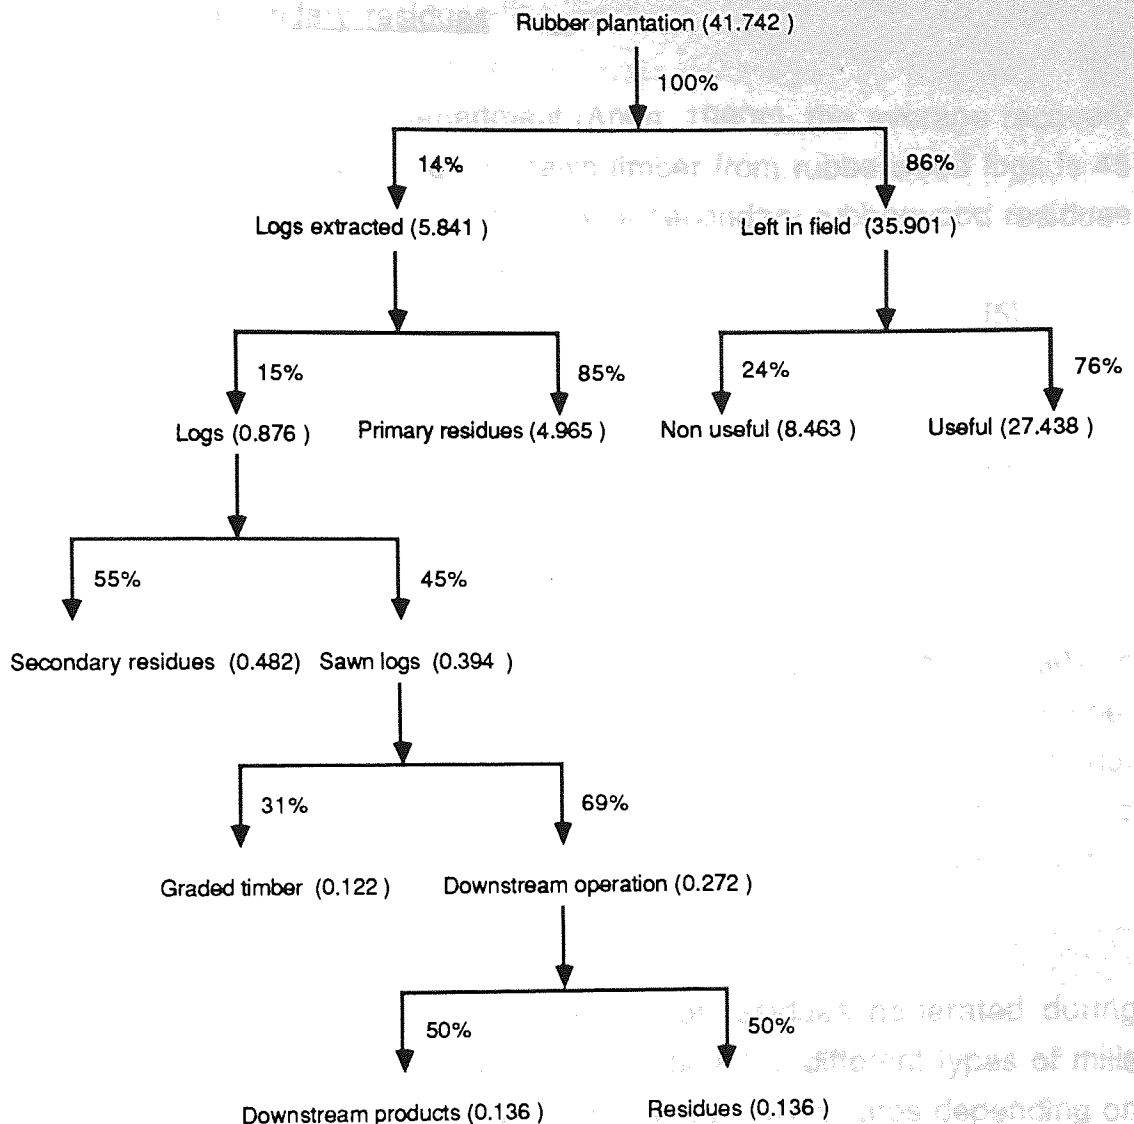 Rubber plantation (41.742 )
100%
14% 86%
Logs extracted (5.841 ) Left in field (35.901 )
15% 85% 24% 76%
Logs (0.876 ) Primary residues (4.965 ) Non useful (8.463 ) Useful (27.438 )
55% 45%
Secondary residues (0.482) Sawn logs (0.394 )
31% 69%
Graded timber (0.122 ) Downstream operation (0.272 )
50% 50%
Downstream products (0.136 ) Residues (0.136 )